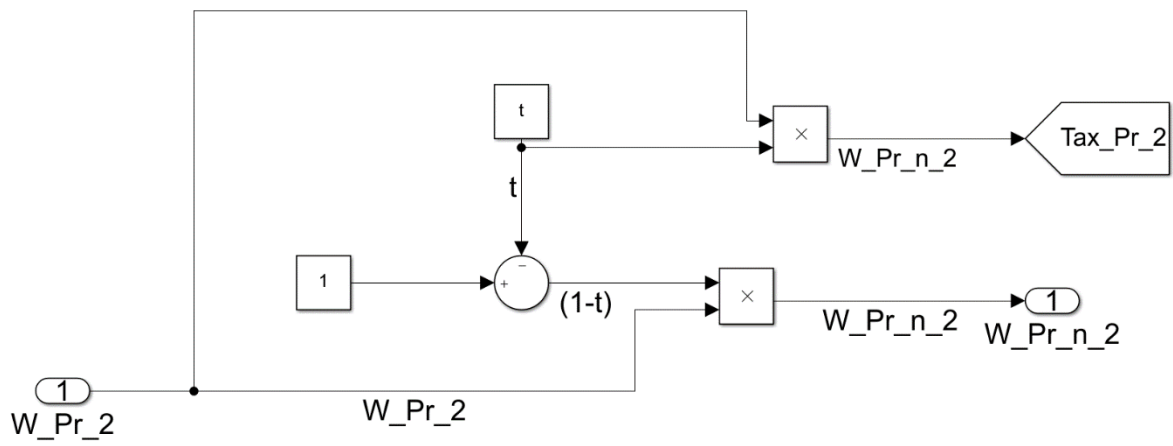 t
×
Tax_Pr_2
W_Pr_n_2
t
−
1
+
(1-t)
×
1
W_Pr_n_2
W_Pr_n_2
1
W_Pr_2
W_Pr_2